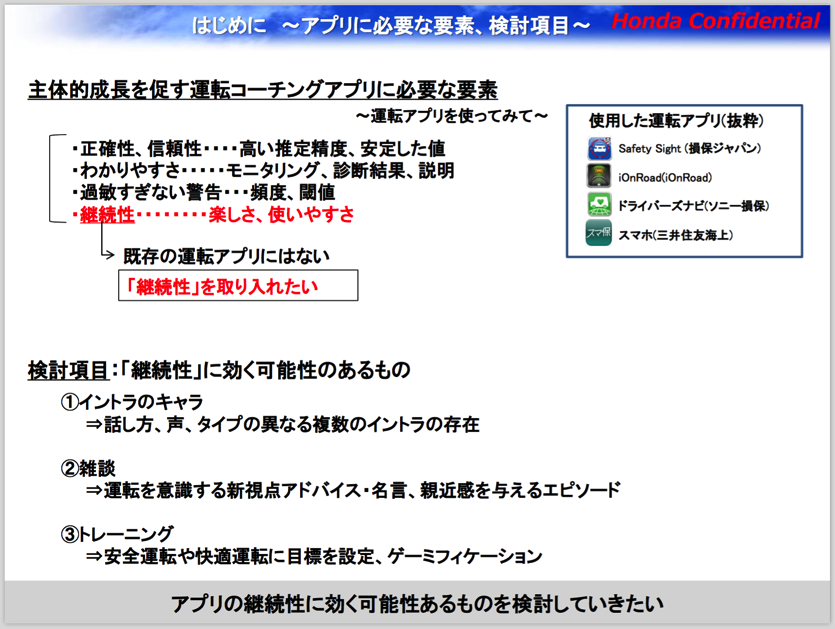 はじめに ～アプリに必要な要素、検討項目～
Honda Confidential
主体的成長を促す運転コーチングアプリに必要な要素
～運転アプリを使ってみて～
・正確性、信頼性‥‥高い推定精度、安定した値
・わかりやすさ‥‥‥モニタリング、診断結果、説明
・過敏すぎない警告‥・頻度、閾値
・継続性‥‥‥‥楽しさ、使いやすさ
既存の運転アプリにはない
「継続性」を取り入れたい
使用した運転アプリ(抜粋)
Safety Sight (損保ジャパン)
iOnRoad(iOnRoad)
ドライバーズナビ(ソニー損保)
スマ保
スマホ(三井住友海上)
検討項目:「継続性」に効く可能性のあるもの
①イントラのキャラ
⇒話し方、声、タイプの異なる複数のイントラの存在
②雑談
⇒運転を意識する新視点アドバイス・名言、親近感を与えるエピソード
③トレーニング
⇒安全運転や快適運転に目標を設定、ゲーミフィケーション
アプリの継続性に効く可能性あるものを検討していきたい